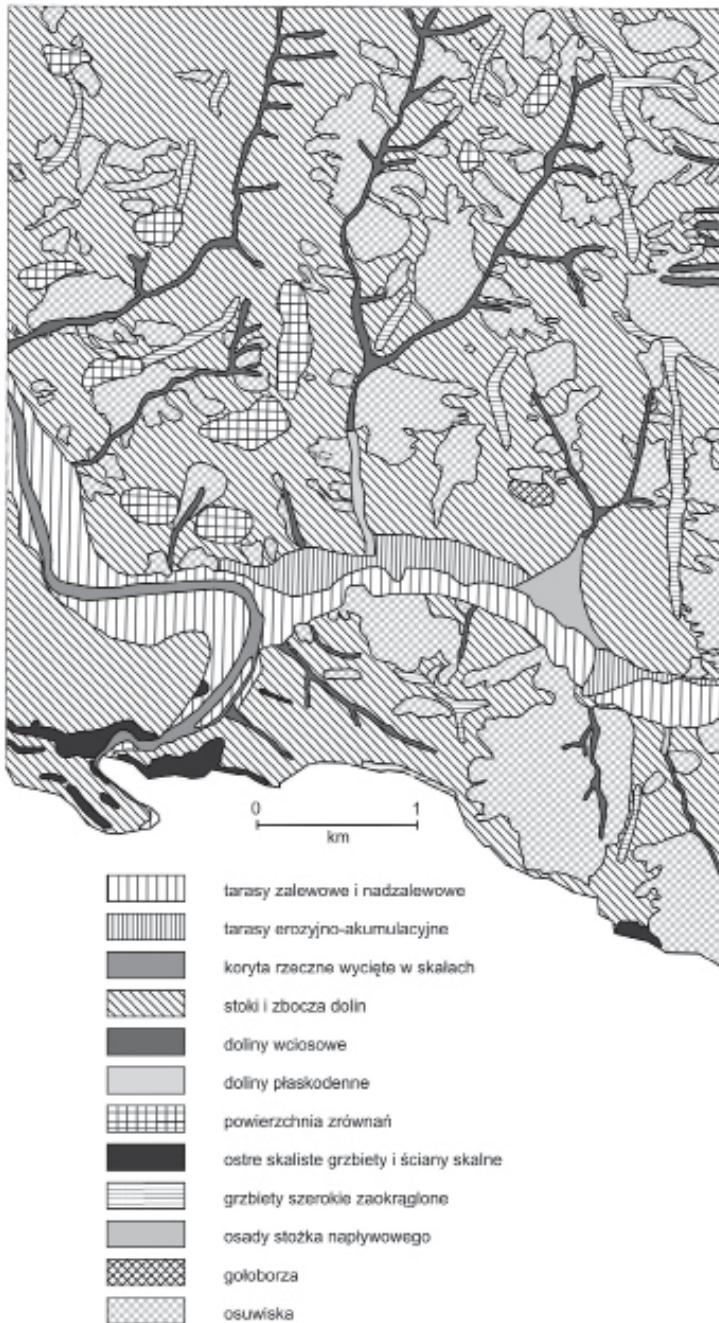 0 1
km
tarasy zalewowe i nadzalewowe
tarasy erozyjno-akumulacyjne
koryta rzeczne wycięte w skałach
stoki i zbocza dolin
doliny wciosowe
doliny płaskodenne
powierzchnia zrównań
ostre skaliste grzbiety i ściany skalne
grzbiety szerokie zaokrąglone
osady stożka napływowego
gołoborza
osuwiska